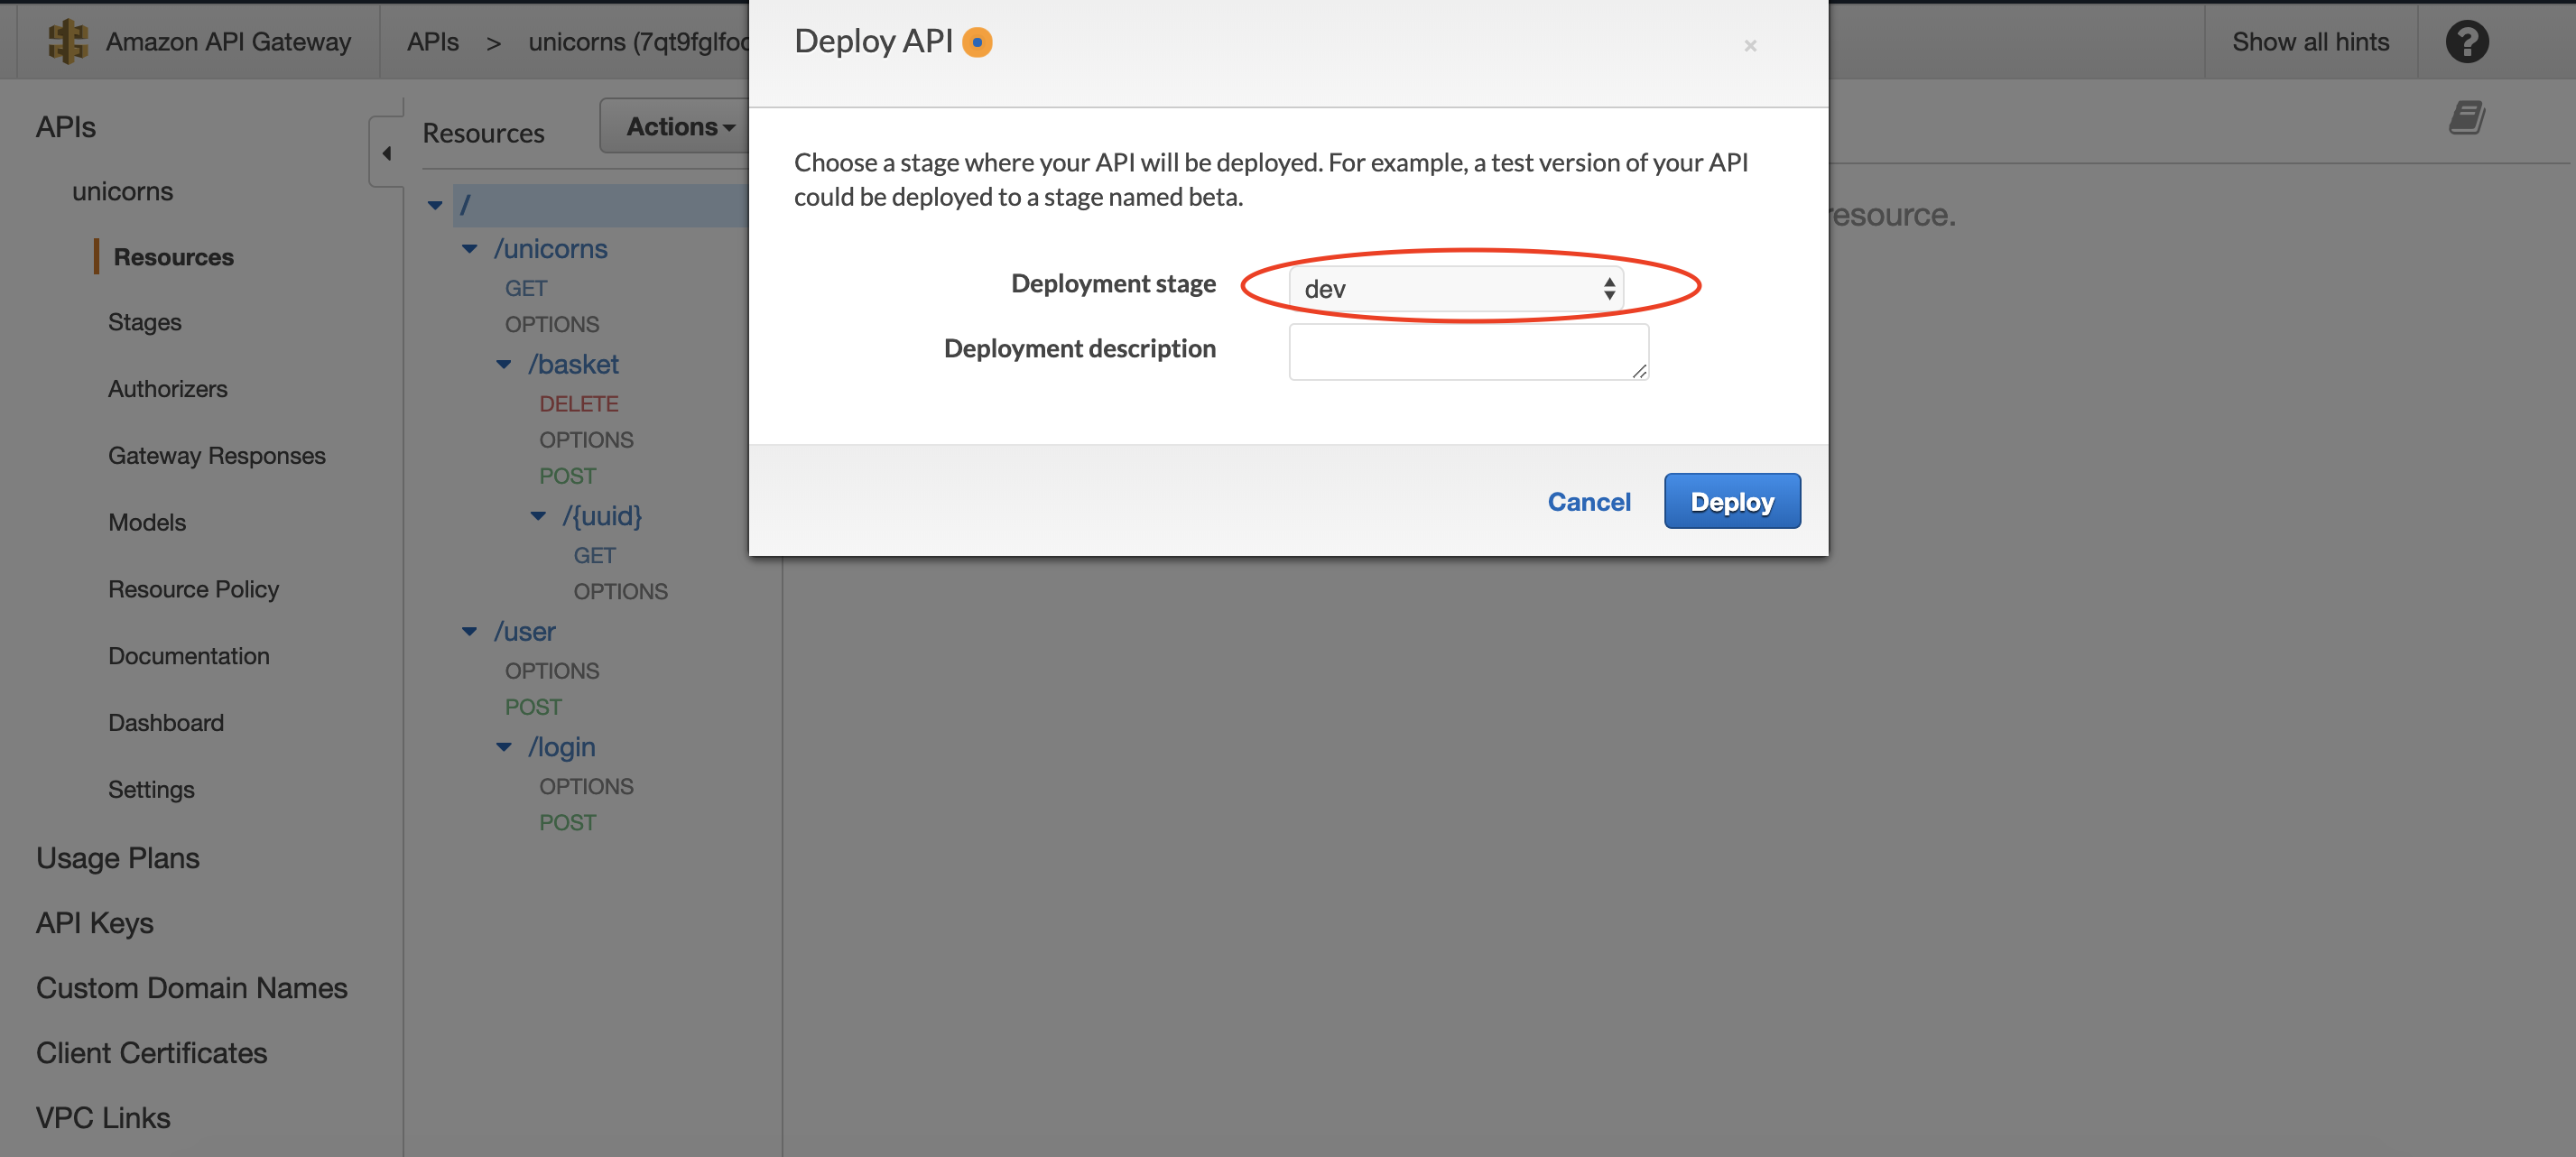 Amazon API Gateway
APIs > unicorns (7qt9fglfoc
Show all hints
?
Deploy API
×
Choose a stage where your API will be deployed. For example, a test version of your API
could be deployed to a stage named beta.
Deployment stage
dev
Deployment description
Cancel
Deploy
APIs
unicorns
Resources
Stages
Authorizers
Gateway Responses
Models
Resource Policy
Documentation
Dashboard
Settings
Usage Plans
API Keys
Custom Domain Names
Client Certificates
VPC Links
Resources
Actions
/
/unicorns
GET
OPTIONS
/basket
DELETE
OPTIONS
POST
/{uuid}
GET
OPTIONS
/user
OPTIONS
POST
/login
OPTIONS
POST
resource.